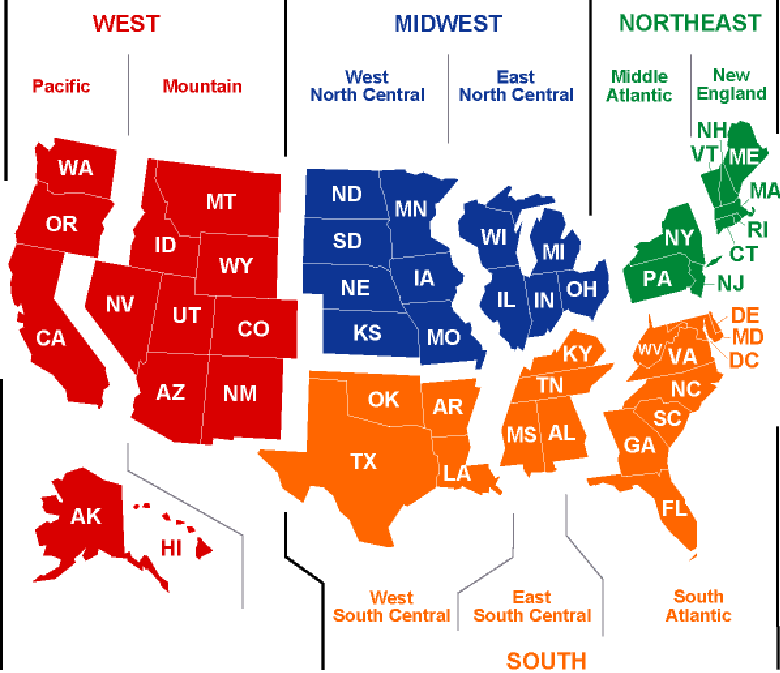 WEST
MIDWEST
NORTHEAST
Pacific
Mountain
West
North Central
East
North Central
Middle
Atlantic
New
England
WA
OR
CA
MT
ID
WY
NV
UT
CO
AZ
NM
AK
HI
ND
MN
SD
IA
NE
KS
MO
WI
MI
IL
IN
OH
NH
VT
ME
MA
RI
CT
NY
PA
NJ
OK
AR
TX
LA
KY
TN
MS
AL
DE
MD
DC
WV
VA
NC
SC
GA
FL
West
South Central
East
South Central
South
Atlantic
SOUTH